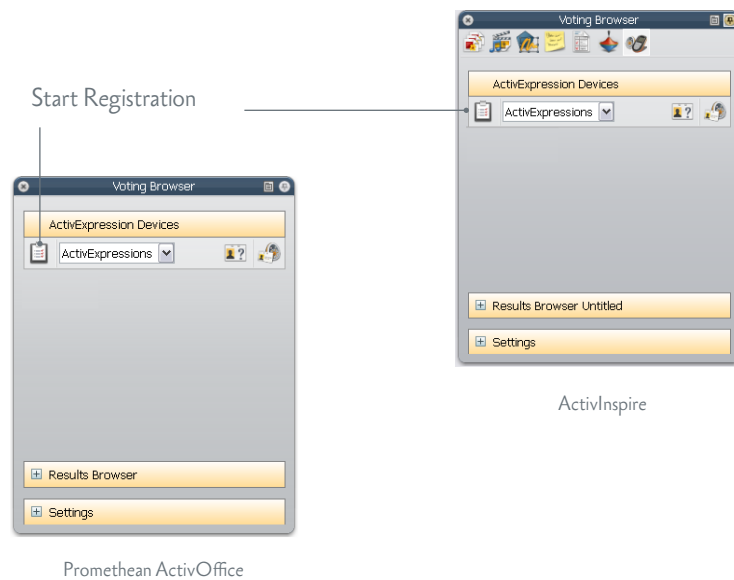 Voting Browser
ActivExpression Devices
ActivExpressions
?
Results Browser Untitled
Settings
ActivInspire
Start Registration
Voting Browser
ActivExpression Devices
ActivExpressions
?
Results Browser
Settings
Promethean ActivOffice